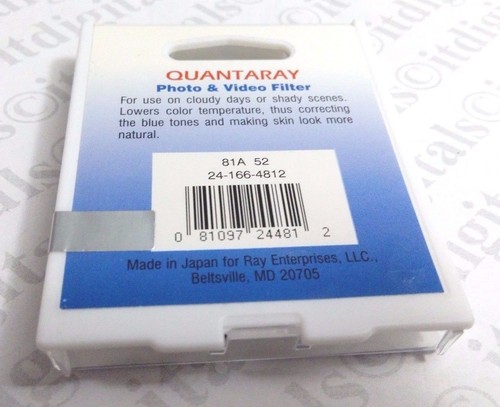 QUANTARAY
Photo & Video Filter
For use on cloudy days or shady scenes.
Lowers color temperature, thus correcting
the blue tones and making skin look more
natural.
81A 52
24-166-4812
0 81097 24481 2
Made in Japan for Ray Enterprises, LLC.,
Beltsville, MD 20705